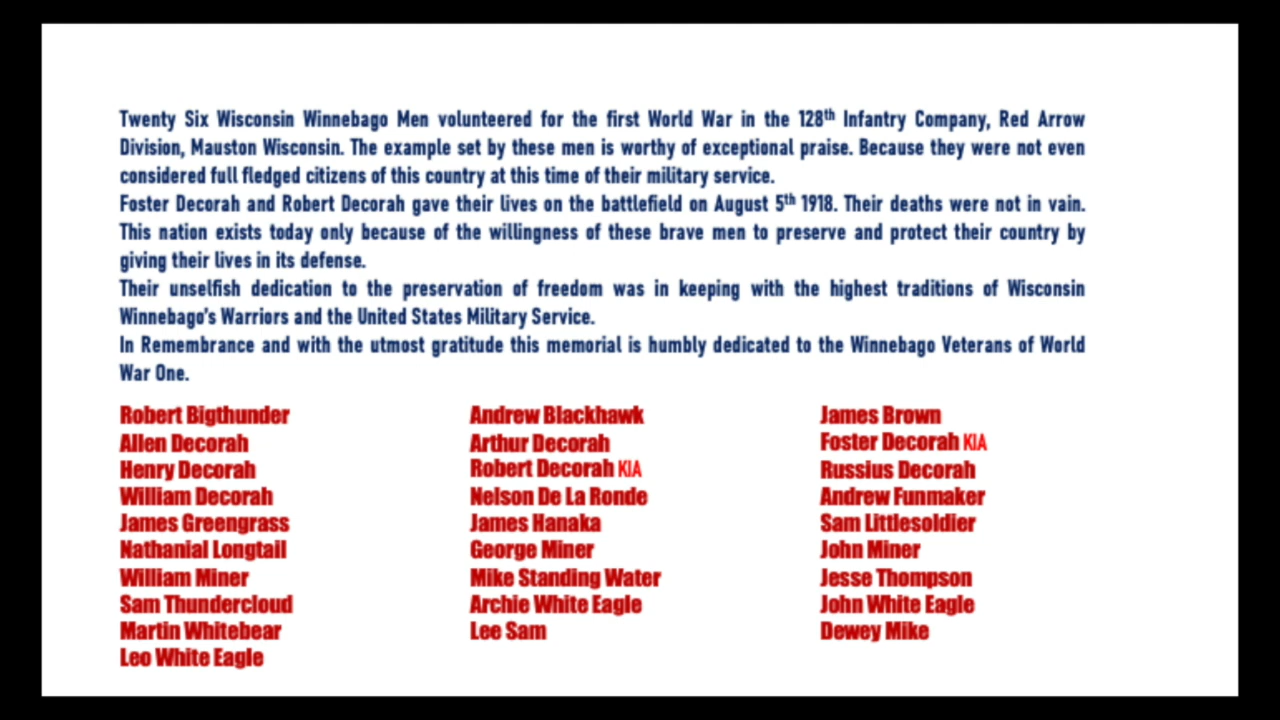 Twenty Six Wisconsin Winnebago Men volunteered for the first World War in the 128th Infantry Company, Red Arrow
Division, Mauston Wisconsin. The example set by these men is worthy of exceptional praise. Because they were not even
considered full fledged citizens of this country at this time of their military service.
Foster Decorah and Robert Decorah gave their lives on the battlefield on August 5th 1918. Their deaths were not in vain.
This nation exists today only because of the willingness of these brave men to preserve and protect their country by
giving their lives in its defense.
Their unselfish dedication to the preservation of freedom was in keeping with the highest traditions of Wisconsin
Winnebago's Warriors and the United States Military Service.
In Remembrance and with the utmost gratitude this memorial is humbly dedicated to the Winnebago Veterans of World
War One.
Robert Bigthunder Andrew Blackhawk James Brown
Allen Decorah Arthur Decorah Foster Decorah KIA
Henry Decorah Robert Decorah KIA Russius Decorah
William Decorah Nelson De La Ronde Andrew Funmaker
James Greengrass James Hanaka Sam Littlesoldier
Nathanial Longtail George Miner John Miner
William Miner Mike Standing Water Jesse Thompson
Sam Thundercloud Archie White Eagle John White Eagle
Martin Whitebear Lee Sam Dewey Mike
Leo White Eagle